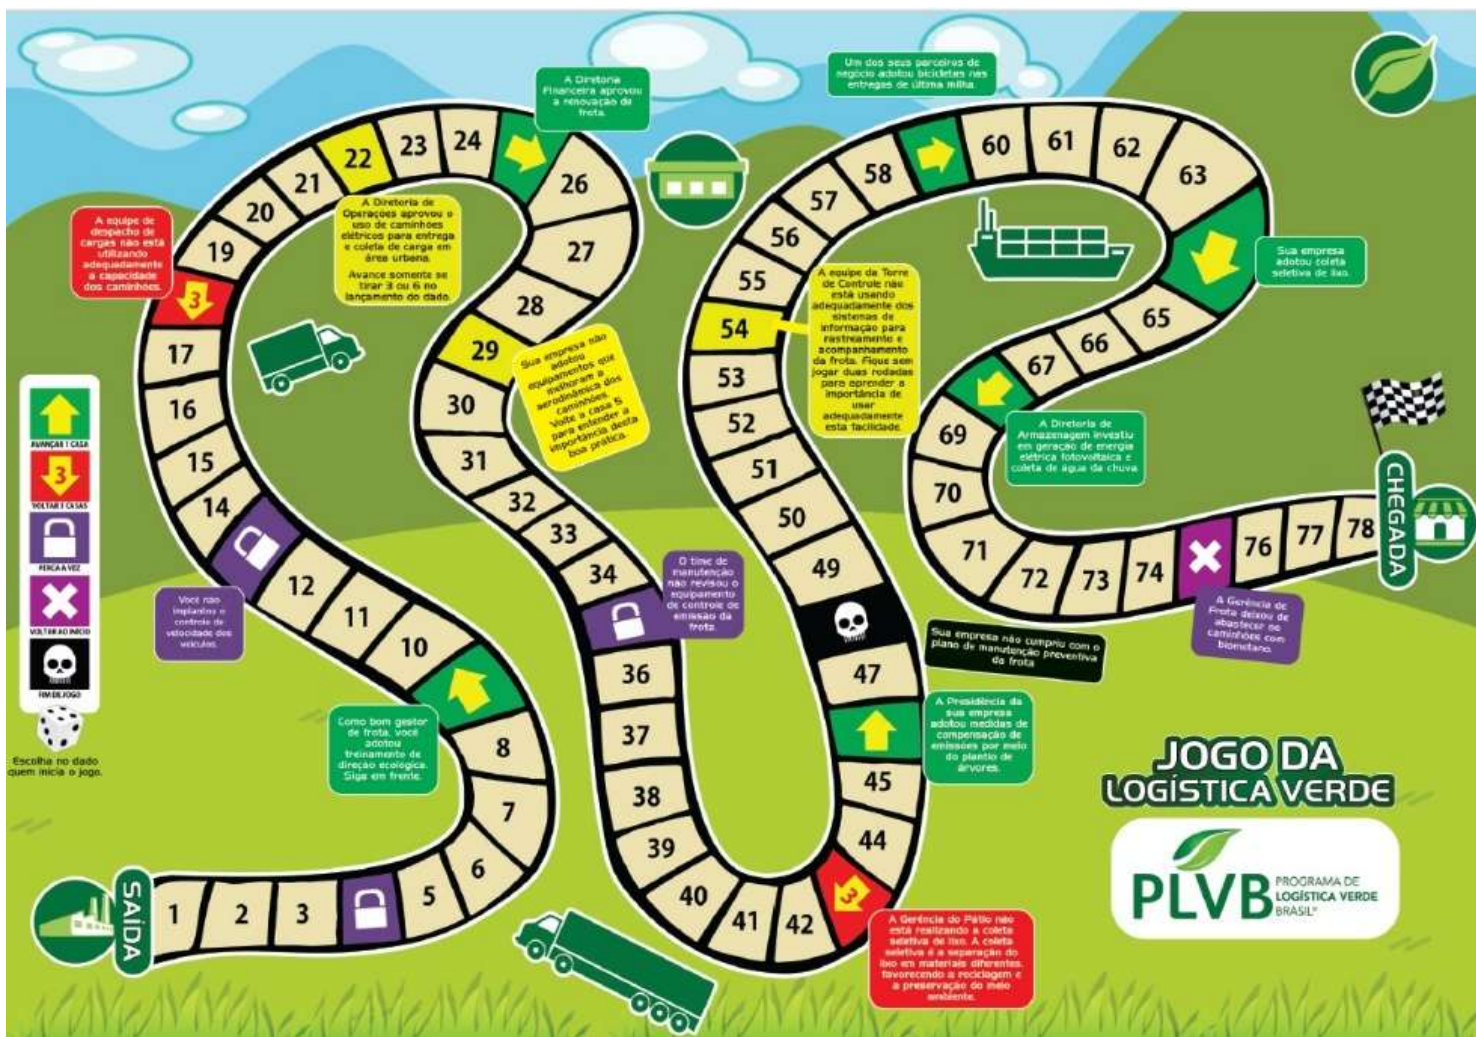 Um dos seus parceiros de
negócio adotou bicicletas nas
entregas de última milha.
A Diretoria
Financeira aprovou
a renovação de
frota.
22
23
24
26
27
28
29
21
20
19
A Diretoria de
Operações aprovou o
uso de caminhões
elétricos para entrega
e coleta de carga em
área urbana.
Avance somente se
tirar 3 ou 6 no
lançamento do dado.
A equipe de
despacho de
cargas não está
utilizando
adequadamente
a capacidade
dos caminhões.
3
17
16
15
14
12
11
10
8
7
6
5
3
2
1
SAÍDA
AVANÇAR 1 CASA
3
VOLTAR 3 CASAS
PERCA A VEZ
VOLTAR AO INÍCIO
FIM DE JOGO
Escolha no dado
quem inicia o jogo.
Você não
implantou o
controle de
velocidade dos
veículos.
Como bom gestor
de frota, você
adotou
treinamento de
direção ecológica.
Siga em frente.
Sua empresa não
adotou
equipamentos que
melhoram a
aerodinâmica dos
caminhões.
Volte a casa 5
para entender a
importância desta
boa prática.
30
31
32
33
34
O time de
manutenção
não revisou o
equipamento
de controle de
emissão da
frota.
36
37
38
39
40
41
42
3
A Gerência do Pátio não
está realizando a coleta
seletiva de lixo. A coleta
seletiva é a separação do
lixo em materiais diferentes,
favorecendo a reciclagem e
a preservação do meio
ambiente.
44
45
A Presidência da
sua empresa
adotou medidas de
compensação de
emissões por meio
do plantio de
árvores.
47
Sua empresa não cumpriu com o
plano de manutenção preventiva
da frota
49
50
51
52
53
54
A equipe da Torre
de Controle não
está usando
adequadamente dos
sistemas de
informação para
rastreamento e
acompanhamento
da frota. Fique sem
jogar duas rodadas
para aprender a
importância de
usar
adequadamente
esta facilidade.
55
56
57
58
60
61
62
63
Sua empresa
adotou coleta
seletiva de lixo.
65
66
67
A Diretoria de
Armazenagem investiu
em geração de energia
elétrica fotovoltaica e
coleta de água da chuva
69
70
71
72
73
74
A Gerência de
Frota deixou de
abastecer os
caminhões com
biometano.
76
77
78
CHEGADA
JOGO DA
LOGÍSTICA VERDE
PLVB
PROGRAMA DE
LOGÍSTICA VERDE
BRASIL®